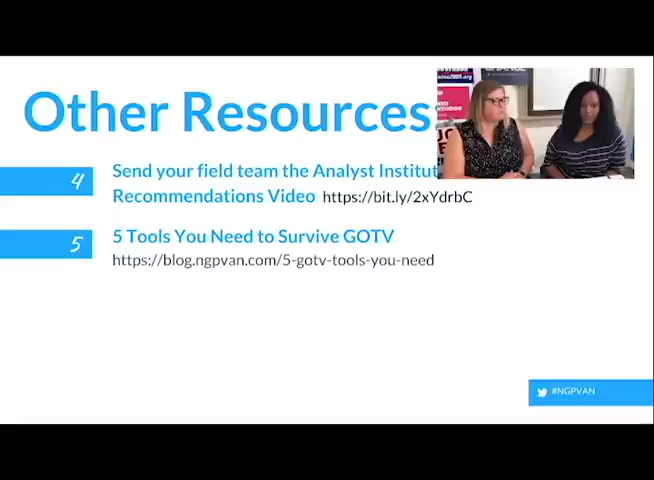 Other Resources
4
Send your field team the Analyst Institut
Recommendations Video https://bit.ly/2xYdrbC
5
5 Tools You Need to Survive GOTV
https://blog.ngpvan.com/5-gotv-tools-you-need
#NGPVAN